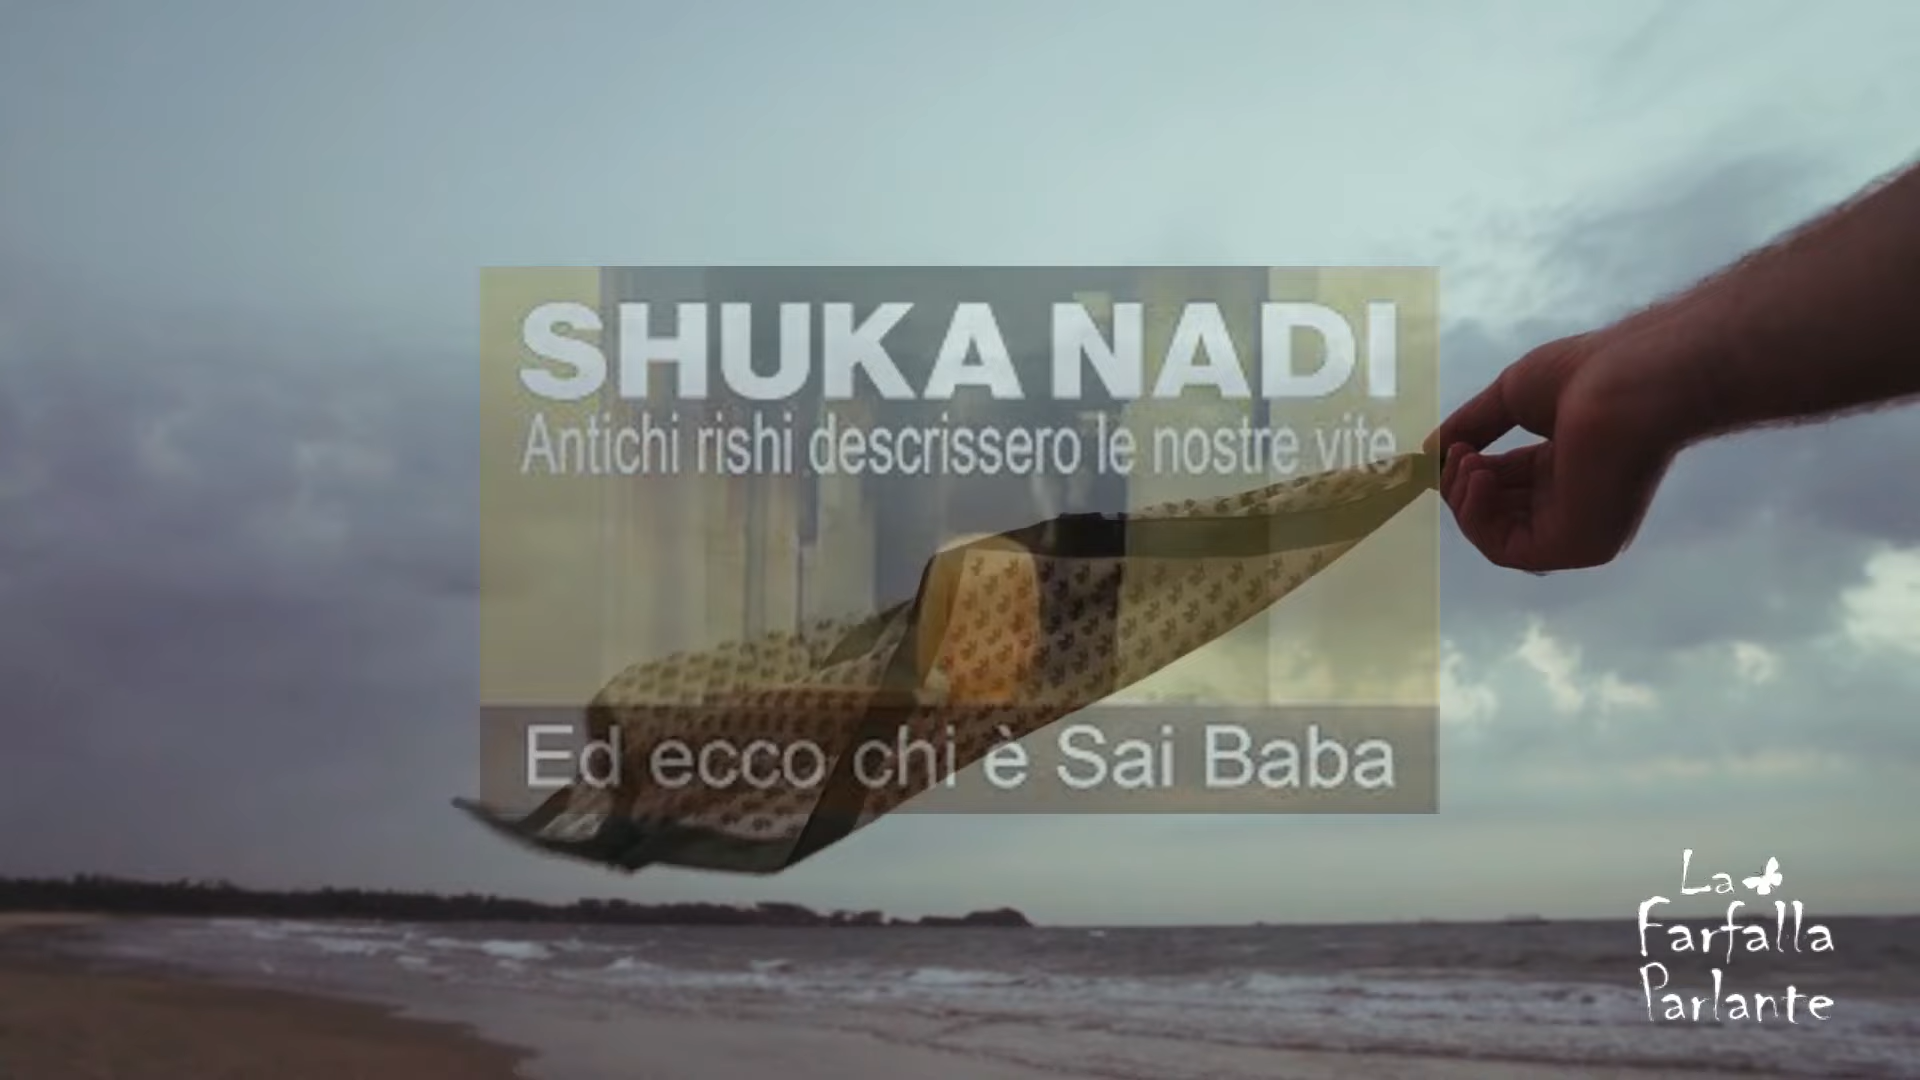 SHUKA NADI
Antichi rishi descrissero le nostre vite
Ed ecco chi è Sai Baba
La
Farfalla
Parlante